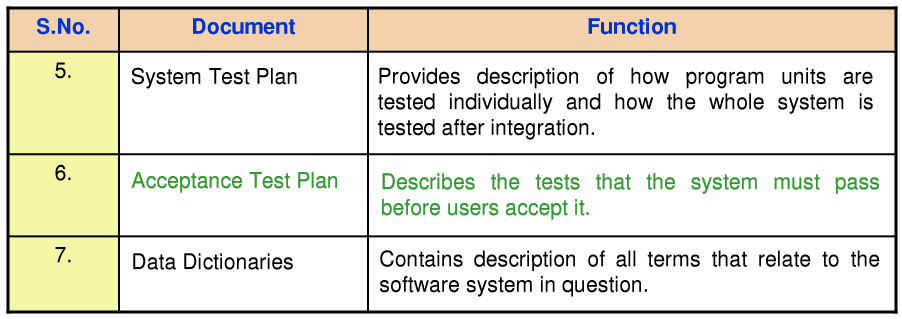 S.No. Document Function
5. System Test Plan Provides description of how program units are
tested individually and how the whole system is
tested after integration.
6. Acceptance Test Plan Describes the tests that the system must pass
before users accept it.
7. Data Dictionaries Contains description of all terms that relate to the
software system in question.